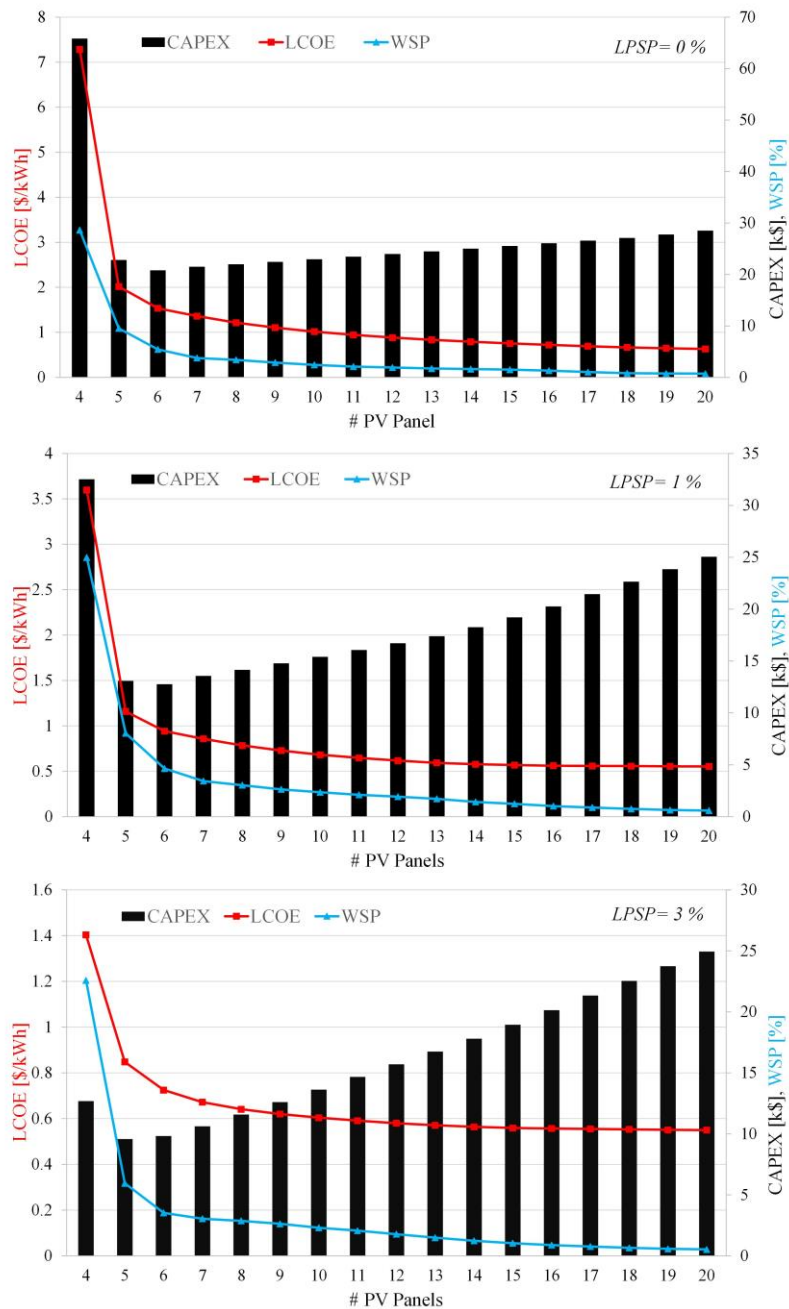 8
7
6
5
4
3
2
1
0
LCOE [$/kWh]
CAPEX LCOE WSP
LPSP= 0 %
70
60
50
40
30
20
10
0
CAPEX [k$], WSP [%]
4 5 6 7 8 9 10 11 12 13 14 15 16 17 18 19 20
# PV Panel
4
3.5
3
2.5
2
1.5
1
0.5
0
LCOE [$/kWh]
CAPEX LCOE WSP
LPSP= 1 %
35
30
25
20
15
10
5
0
CAPEX [k$], WSP [%]
4 5 6 7 8 9 10 11 12 13 14 15 16 17 18 19 20
# PV Panels
1.6
1.4
1.2
1
0.8
0.6
0.4
0.2
0
LCOE [$/kWh]
CAPEX LCOE WSP
LPSP= 3 %
30
25
20
15
10
5
0
CAPEX [k$], WSP [%]
4 5 6 7 8 9 10 11 12 13 14 15 16 17 18 19 20
# PV Panels